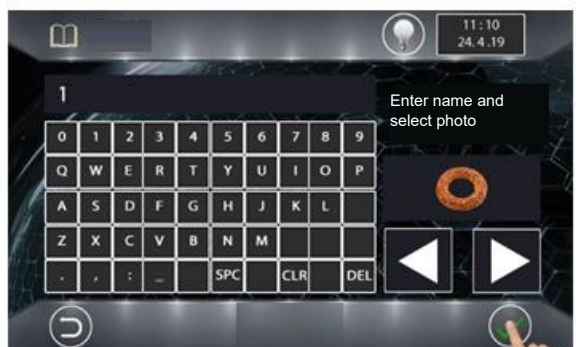 11:10
24.4.19
1
Enter name and
select photo
0 1 2 3 4 5 6 7 8 9
Q W E R T Y U I O P
A S D F G H J K L
Z X C V B N M
. , : _ SPC CLR DEL